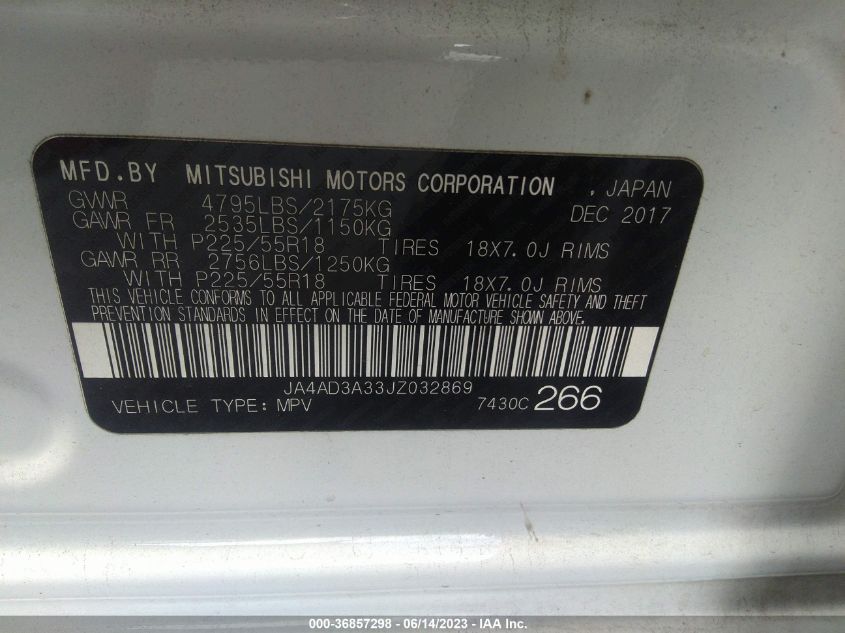 MFD.BY MITSUBISHI MOTORS CORPORATION . JAPAN
GVWR 4795LBS/2175KG DEC 2017
GAWR FR 2535LBS/1150KG
WITH P225/55R18 TIRES 18X7.0J RIMS
GAWR RR 2756LBS/1250KG
WITH P225/55R18 TIRES 18X7.0J RIMS
THIS VEHICLE CONFORMS TO ALL APPLICABLE FEDERAL MOTOR VEHICLE SAFETY AND THEFT
PREVENTION STANDARDS IN EFFECT ON THE DATE OF MANUFACTURE SHOWN ABOVE.
JA4AD3A33JZ032869
VEHICLE TYPE: MPV 7430C 266
000-36857298 - 06/14/2023 - IAA Inc.